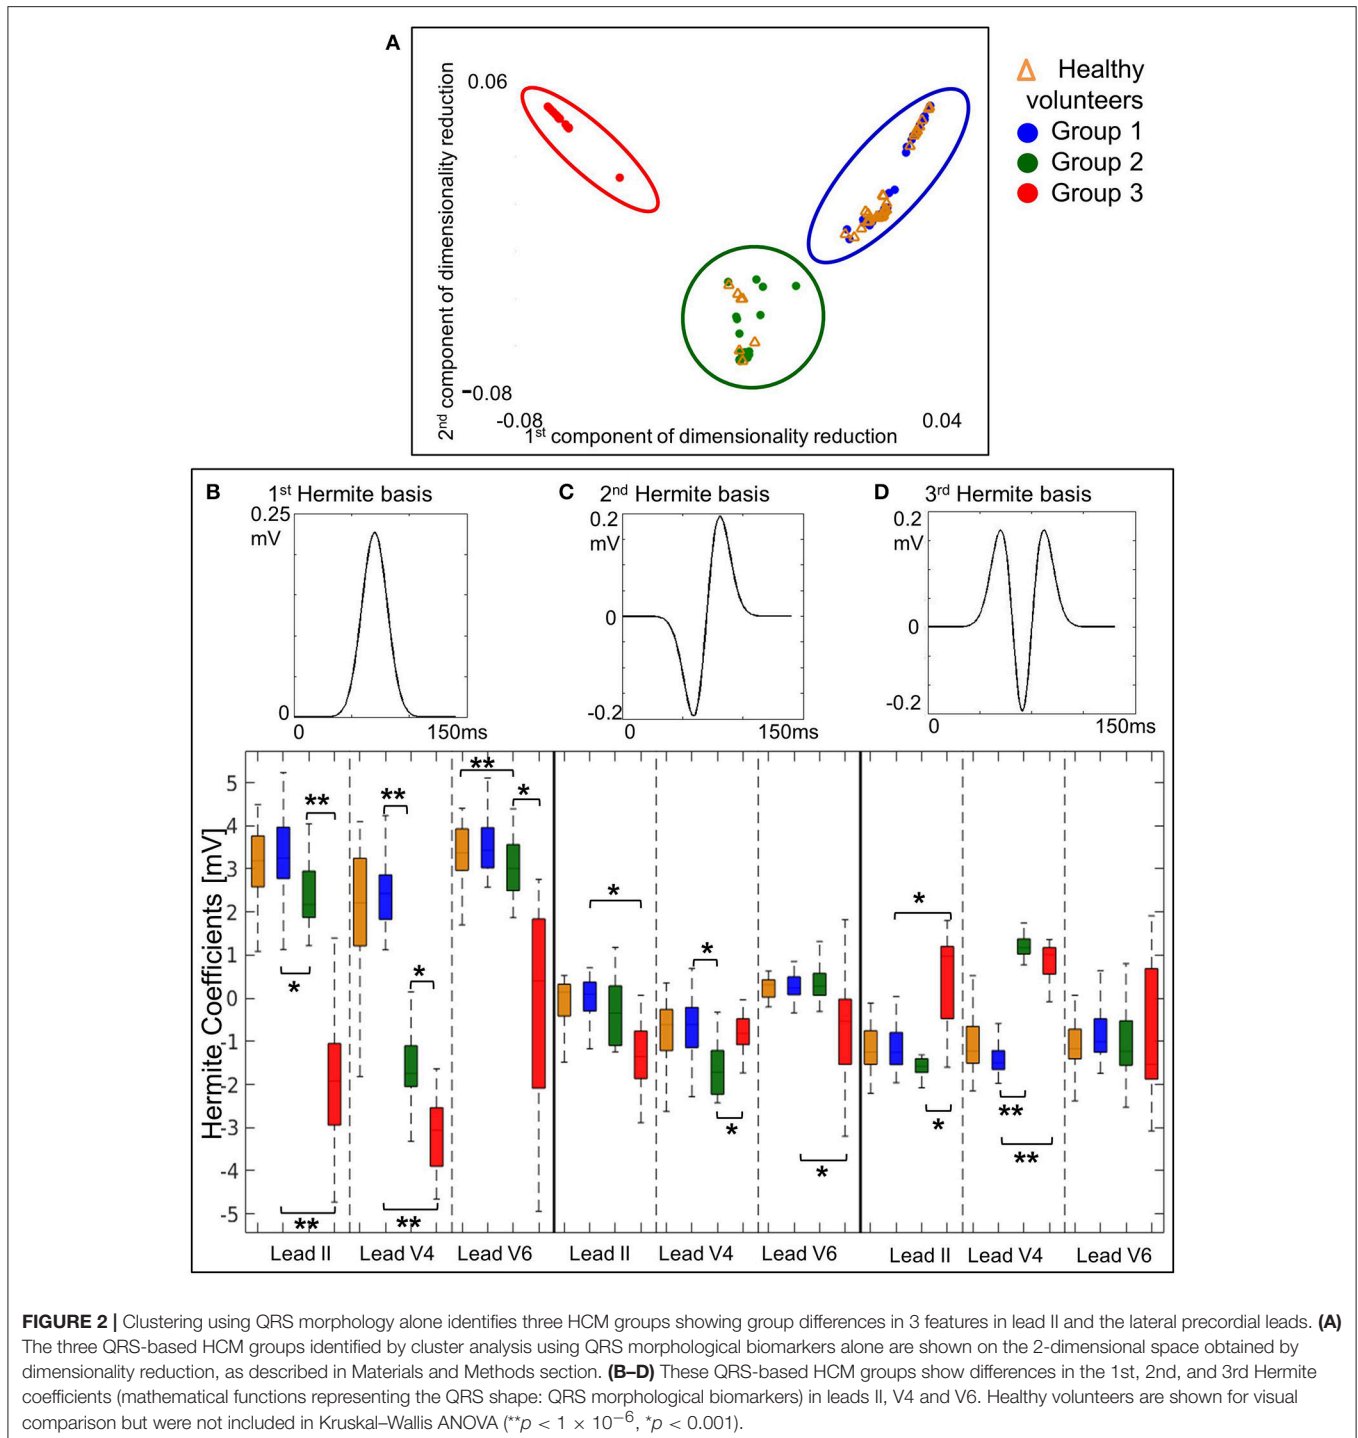 A
2nd component of dimensionality reduction
0.06
-0.08
-0.08
0.04
1st component of dimensionality reduction
Healthy
volunteers
Group 1
Group 2
Group 3
B
1st Hermite basis
0.25
mV
0
0
150ms
C
2nd Hermite basis
0.2
mV
0
-0.2
0
150ms
D
3rd Hermite basis
0.2
mV
0
-0.2
0
150ms
Hermite Coefficients [mV]
5
4
3
2
1
0
-1
-2
-3
-4
-5
**
*
**
**
*
**
**
*
*
*
*
*
*
*
**
**
Lead II
Lead V4
Lead V6
Lead II
Lead V4
Lead V6
Lead II
Lead V4
Lead V6
FIGURE 2 | Clustering using QRS morphology alone identifies three HCM groups showing group differences in 3 features in lead II and the lateral precordial leads. (A)
The three QRS-based HCM groups identified by cluster analysis using QRS morphological biomarkers alone are shown on the 2-dimensional space obtained by
dimensionality reduction, as described in Materials and Methods section. (B–D) These QRS-based HCM groups show differences in the 1st, 2nd, and 3rd Hermite
coefficients (mathematical functions representing the QRS shape: QRS morphological biomarkers) in leads II, V4 and V6. Healthy volunteers are shown for visual
comparison but were not included in Kruskal–Wallis ANOVA (**p < 1 × 10−6, *p < 0.001).